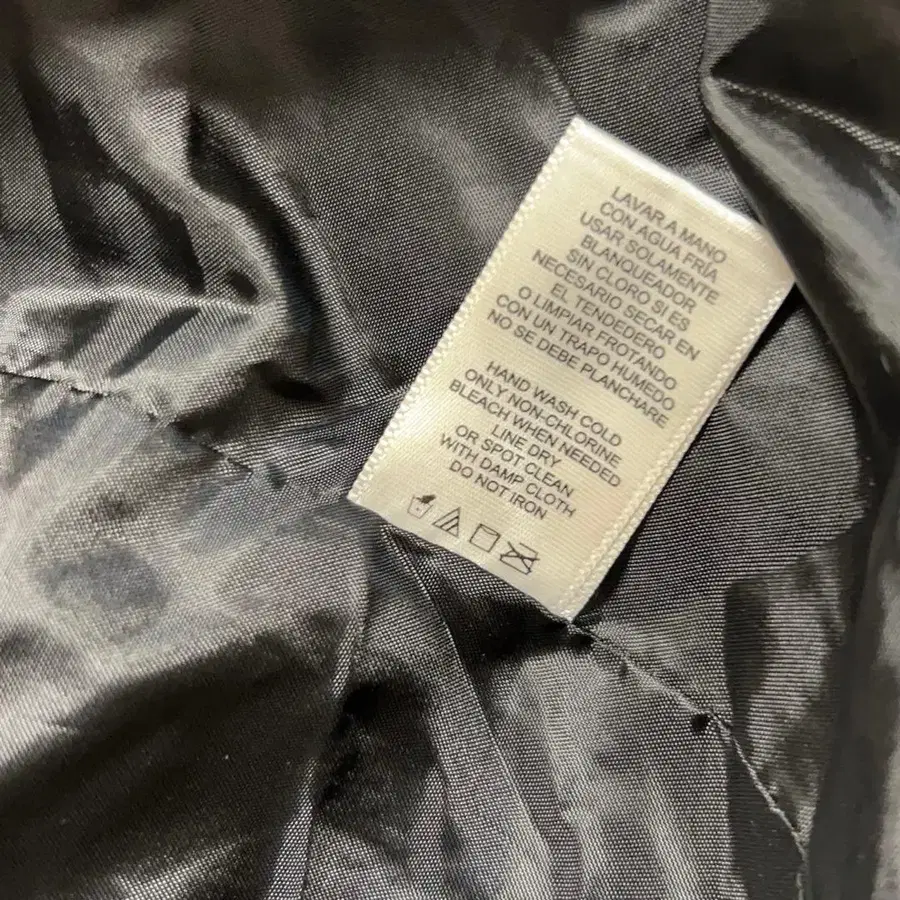 LAVAR A MANO
CON AGUA FRÍA
USAR SOLAMENTE
BLANQUEADOR
SIN CLORO SI ES
NECESARIO SECAR EN
EL TENDEDERO
O LIMPIAR FROTANDO
CON UN TRAPO HUMEDO
NO SE DEBE PLANCHARE
HAND WASH COLD
ONLY NON-CHLORINE
BLEACH WHEN NEEDED
LINE DRY
OR SPOT CLEAN
WITH DAMP CLOTH
DO NOT IRON